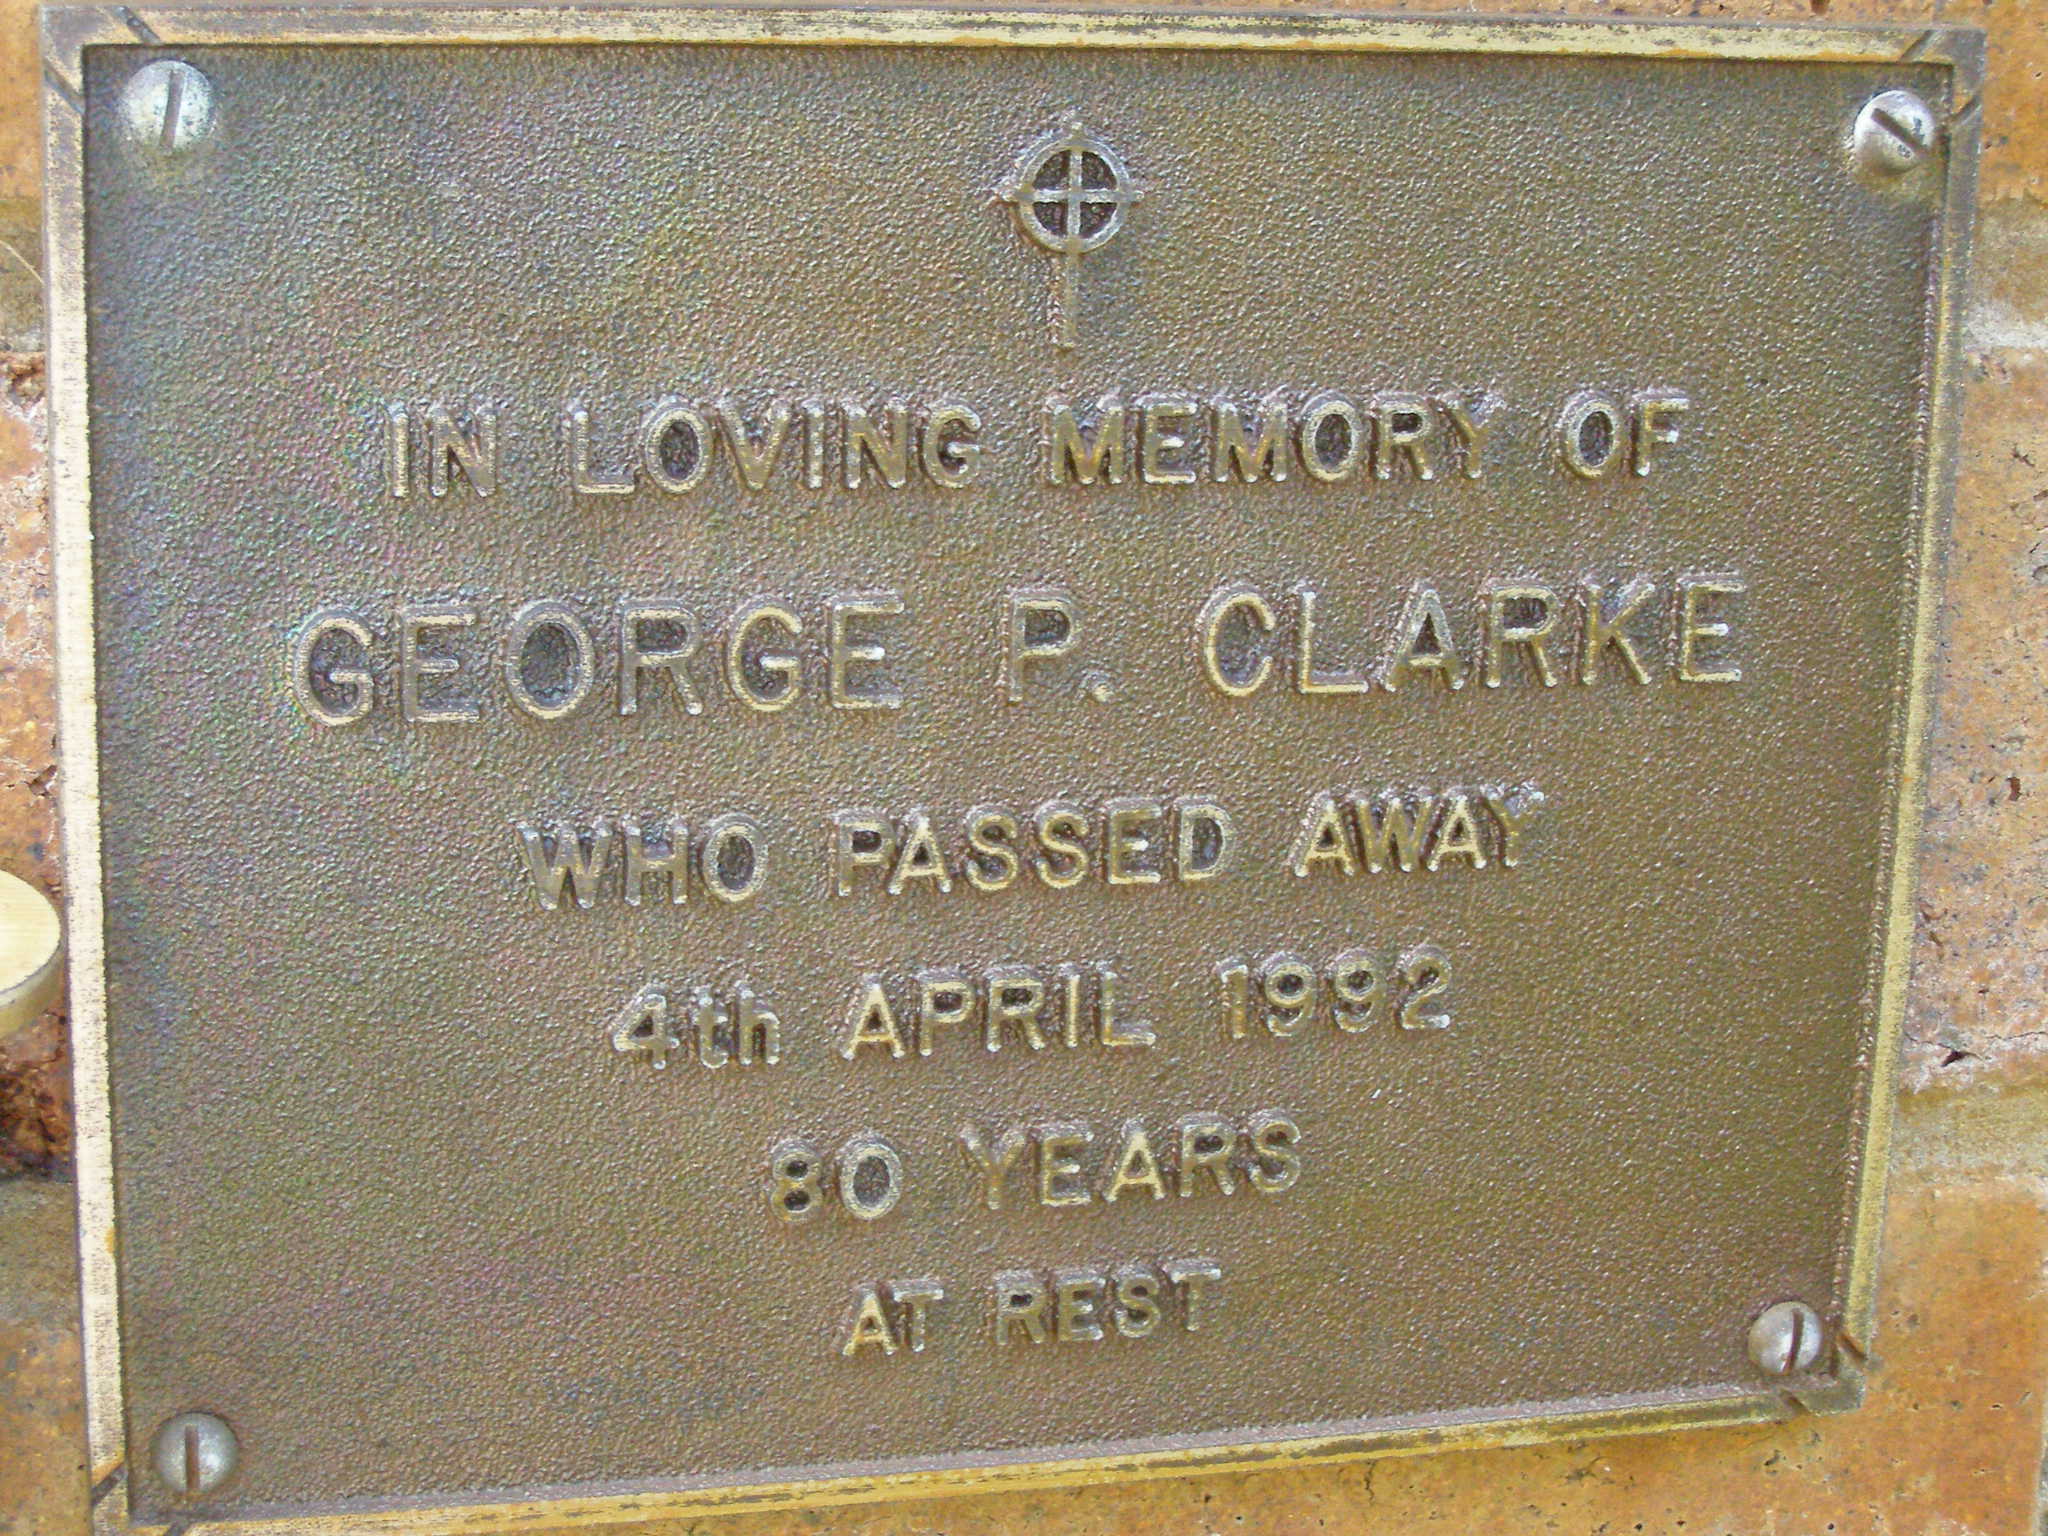 IN LOVING MEMORY OF
GEORGE P. CLARKE
WHO PASSED AWAY
4th APRIL 1992
80 YEARS
AT REST